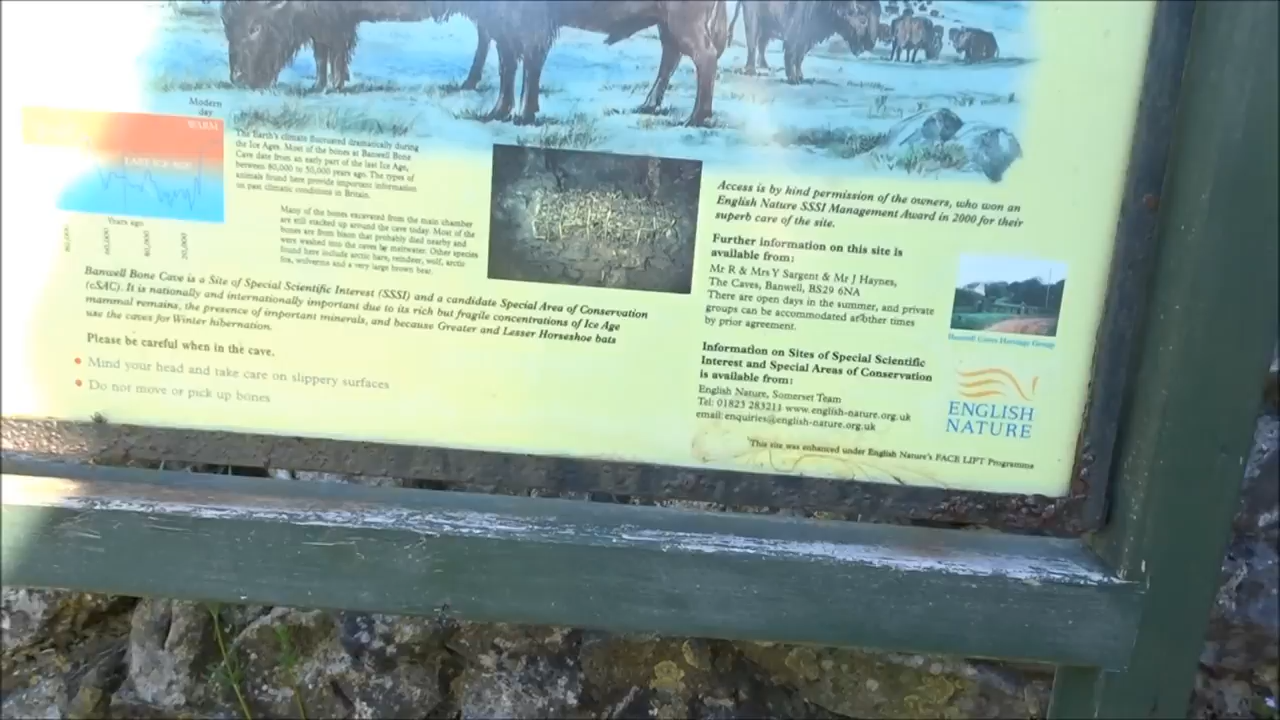 Modern
day
WARM
Years ago
60,000
40,000
20,000
The Earth's climate fluctuated dramatically during
the Ice Ages. Most of the bones at Banwell Bone
Cave date from an early part of the last Ice Age,
between 80,000 to 50,000 years ago. The types of
animals found here provide important information
on past climatic conditions in Britain.
Many of the bones excavated from the main chamber
are still stacked up around the cave today. Most of the
bones are from bison that probably died nearby and
were washed into the caves by meltwater. Other species
found here include arctic hare, reindeer, wolf, arctic
fox, wolverine and a very large brown bear.
Banwell Bone Cave is a Site of Special Scientific Interest (SSSI) and a candidate Special Area of Conservation
(cSAC). It is nationally and internationally important due to its rich but fragile concentrations of Ice Age
mammal remains, the presence of important minerals, and because Greater and Lesser Horseshoe bats
use the caves for Winter hibernation.
Please be careful when in the cave.
• Mind your head and take care on slippery surfaces
• Do not move or pick up bones
Access is by kind permission of the owners, who won an
English Nature SSSI Management Award in 2000 for their
superb care of the site.
Further information on this site is
available from:
Mr R & Mrs Y Sargent & Mr J Haynes,
The Caves, Banwell, BS29 6NA
There are open days in the summer, and private
groups can be accommodated at other times
by prior agreement.
Information on Sites of Special Scientific
Interest and Special Areas of Conservation
is available from:
English Nature, Somerset Team
Tel: 01823 283211 www.english-nature.org.uk
email: enquiries@english-nature.org.uk
Banwell Caves Heritage Group
ENGLISH
NATURE
This site was enhanced under English Nature's FACE LIFT Programme